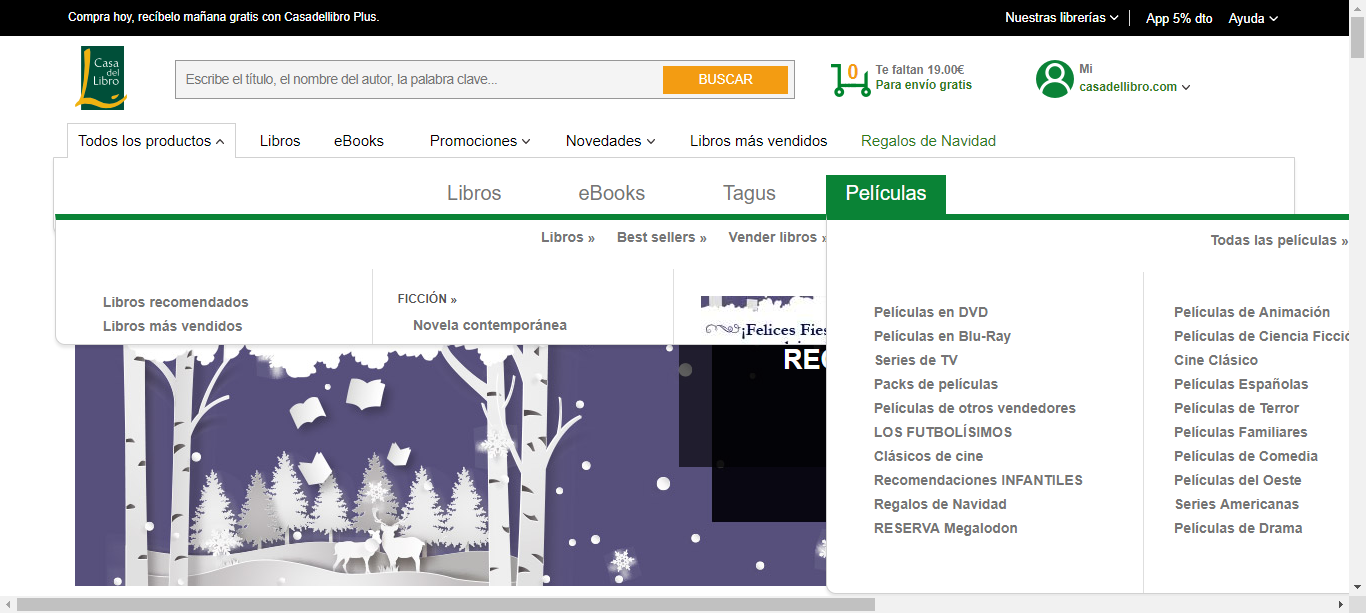 Compra hoy, recíbelo mañana gratis con Casadellibro Plus.
Nuestras librerías
App 5% dto
Ayuda
Casa
del
Libro
Escribe el título, el nombre del autor, la palabra clave...
BUSCAR
0
Te faltan 19.00€
Para envío gratis
Mi
casadellibro.com
Todos los productos
Libros
eBooks
Promociones
Novedades
Libros más vendidos
Regalos de Navidad
Libros
eBooks
Tagus
Películas
Libros »
Best sellers »
Vender libros »
Todas las películas »
Libros recomendados
Libros más vendidos
FICCIÓN »
Novela contemporánea
¡Felices Fies
REG
Películas en DVD
Películas en Blu-Ray
Series de TV
Packs de películas
Películas de otros vendedores
LOS FUTBOLÍSIMOS
Clásicos de cine
Recomendaciones INFANTILES
Regalos de Navidad
RESERVA Megalodon
Películas de Animación
Películas de Ciencia Ficció
Cine Clásico
Películas Españolas
Películas de Terror
Películas Familiares
Películas de Comedia
Películas del Oeste
Series Americanas
Películas de Drama